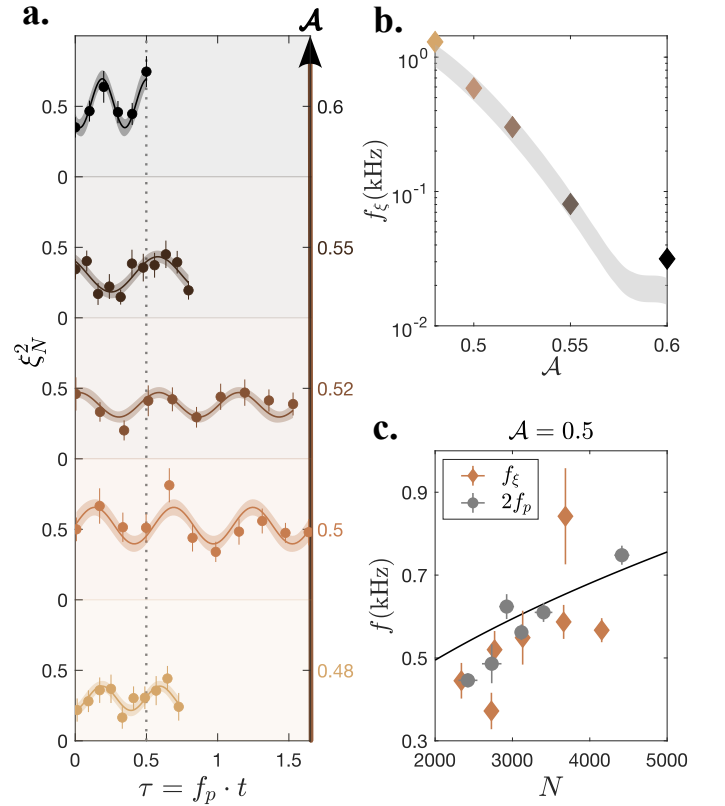 a.
𝒜
0.5
0
0.5
0
0.5
0
0.5
0
0.5
0
ξ²_N
0.6
0.55
0.52
0.5
0.48
0
0.5
1
1.5
τ = f_p · t
b.
10⁰
10⁻¹
10⁻²
f_ξ(kHz)
0.5
0.55
0.6
𝒜
c.
𝒜 = 0.5
f_ξ
2f_p
0.9
0.7
0.5
0.3
f(kHz)
2000
3000
4000
5000
N